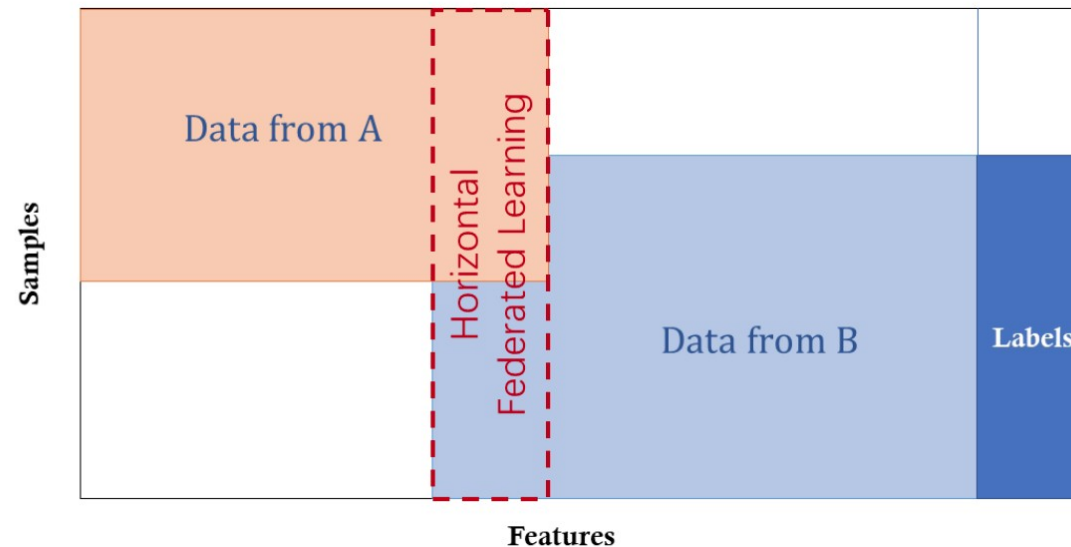 Data from A
Horizontal
Federated Learning
Samples
Data from B
Labels
Features